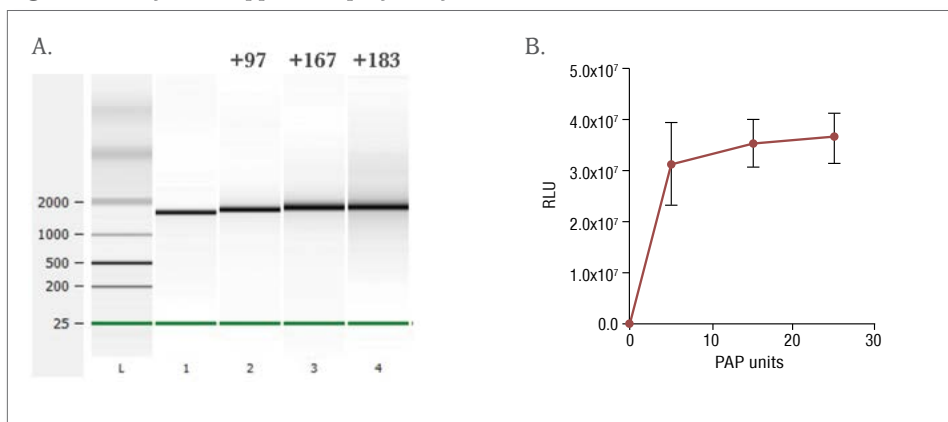 A.
+97 +167 +183
2000
1000
500
200
25
L 1 2 3 4
B.
5.0x10⁷
4.0x10⁷
3.0x10⁷
2.0x10⁷
1.0x10⁷
0.0
RLU
0 10 20 30
PAP units